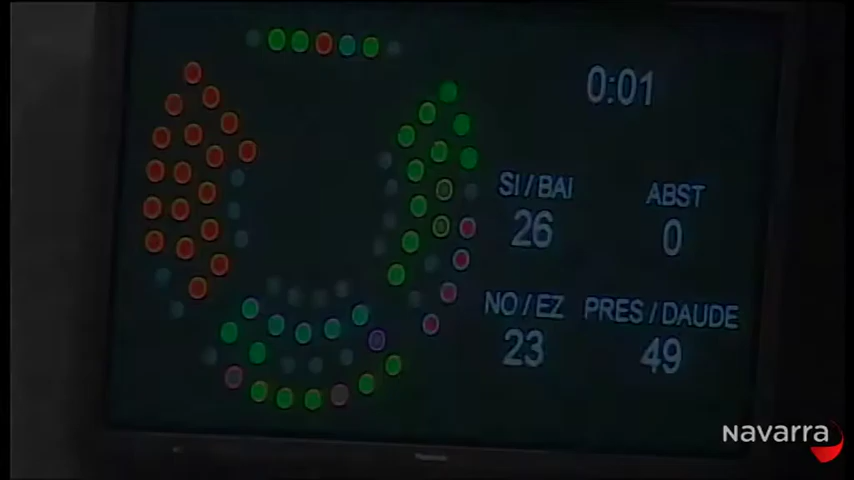 0:01
SI / BAI ABST
26 0
NO / EZ PRES / DAUDE
23 49
Navarra